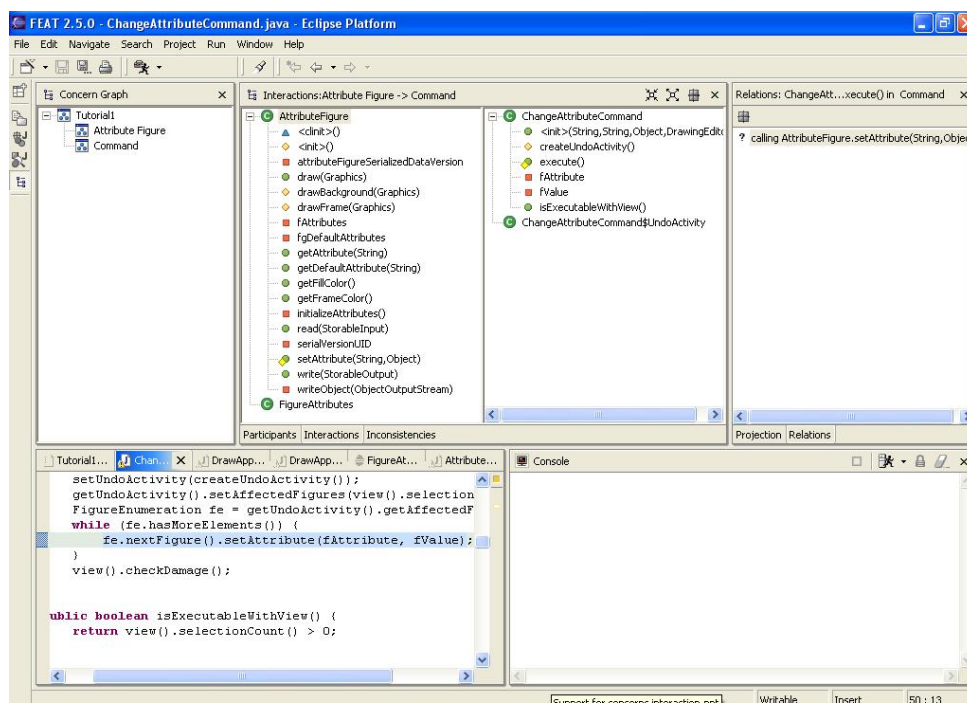 FEAT 2.5.0 - ChangeAttributeCommand.java - Eclipse Platform
File Edit Navigate Search Project Run Window Help
Concern Graph
Tutorial1
Attribute Figure
Command
Interactions:Attribute Figure -> Command
AttributeFigure
<clinit>()
<init>()
attributeFigureSerializedDataVersion
draw(Graphics)
drawBackground(Graphics)
drawFrame(Graphics)
fAttributes
fgDefaultAttributes
getAttribute(String)
getDefaultAttribute(String)
getFillColor()
getFrameColor()
initializeAttributes()
read(StorableInput)
serialVersionUID
setAttribute(String,Object)
write(StorableOutput)
writeObject(ObjectOutputStream)
FigureAttributes
ChangeAttributeCommand
<init>(String,String,Object,DrawingEdit
createUndoActivity()
execute()
fAttribute
fValue
isExecutableWithView()
ChangeAttributeCommand$UndoActivity
Participants Interactions Inconsistencies
Relations: ChangeAtt...xecute() in Command
? calling AttributeFigure.setAttribute(String,Obje
Projection Relations
Tutorial1... Chan... DrawApp... DrawApp... FigureAt... Attribute...
setUndoActivity(createUndoActivity());
getUndoActivity().setAffectedFigures(view().selection
FigureEnumeration fe = getUndoActivity().getAffectedF
while (fe.hasMoreElements()) {
fe.nextFigure().setAttribute(fAttribute, fValue);
}
view().checkDamage();
ublic boolean isExecutableWithView() {
return view().selectionCount() > 0;
Console
Support for concerns interaction.ppt
Writable Insert 50 : 13